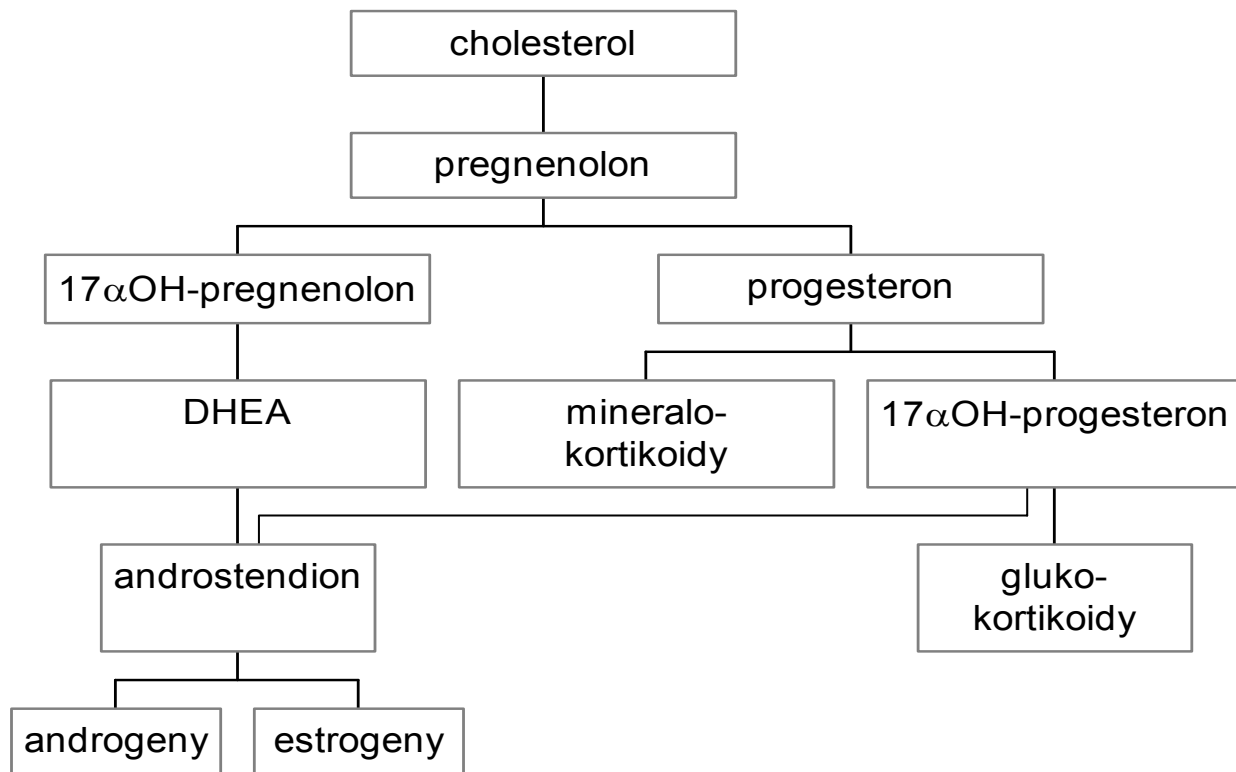 cholesterol
pregnenolon
17αOH-pregnenolon
progesteron
DHEA
mineralo-
kortikoidy
17αOH-progesteron
androstendion
gluko-
kortikoidy
androgeny
estrogeny